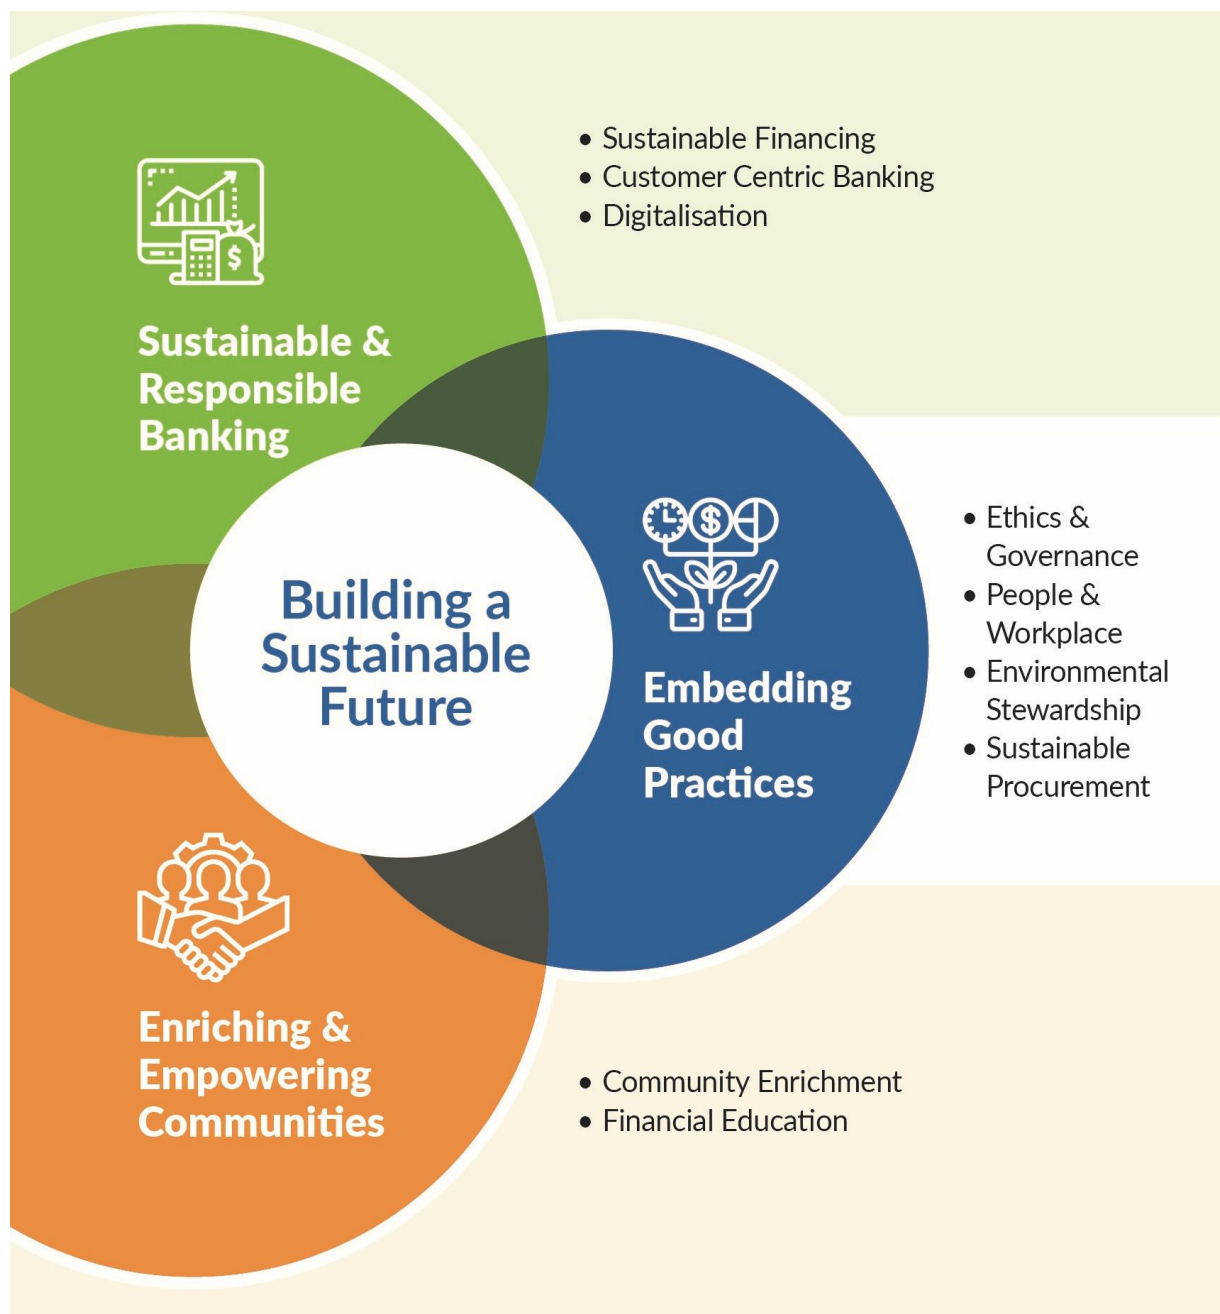 • Sustainable Financing
• Customer Centric Banking
• Digitalisation
Sustainable &
Responsible
Banking
Building a
Sustainable
Future
Embedding
Good
Practices
• Ethics &
Governance
• People &
Workplace
• Environmental
Stewardship
• Sustainable
Procurement
Enriching &
Empowering
Communities
• Community Enrichment
• Financial Education